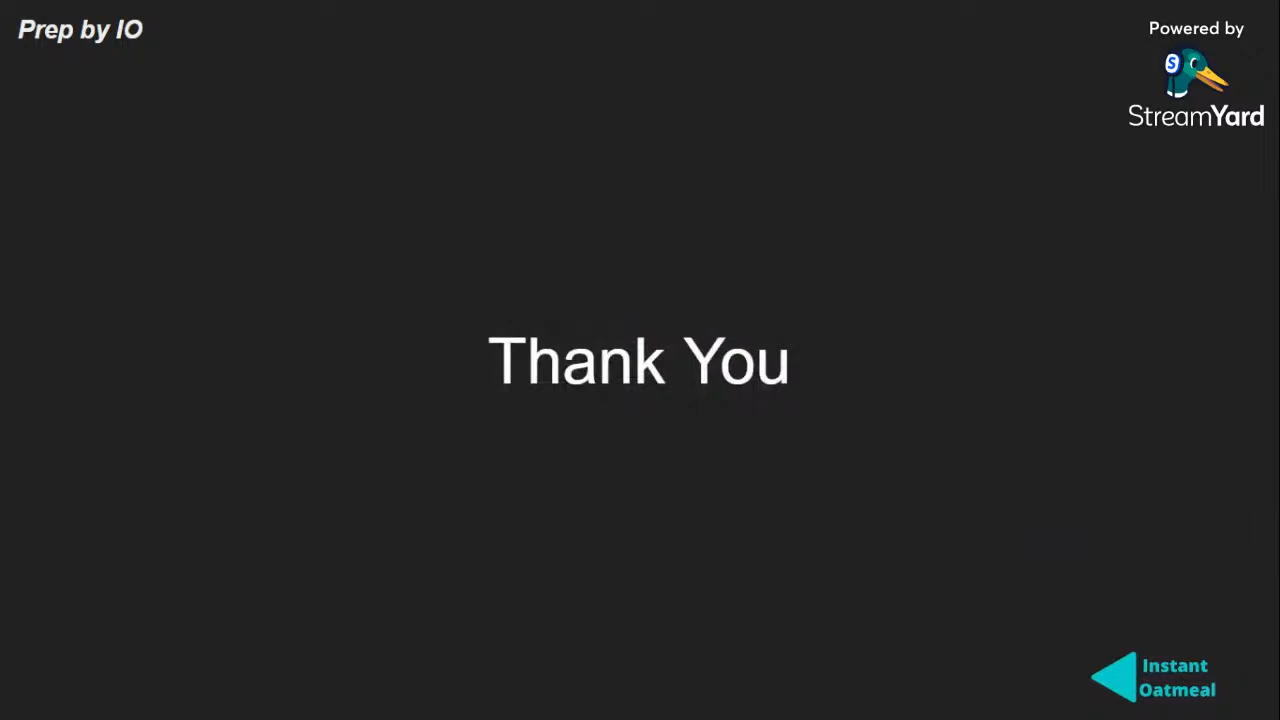 Prep by IO
Powered by
S
StreamYard
Thank You
Instant
Oatmeal